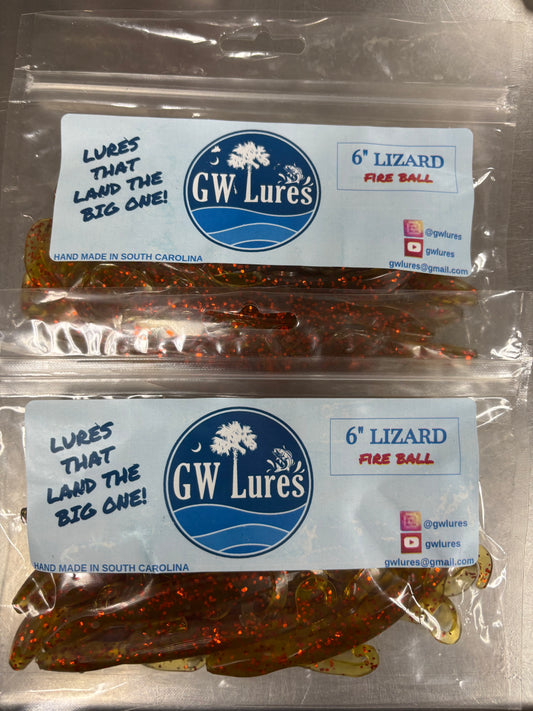 LURES
THAT
LAND THE
BIG ONE!
GW Lures
6" LIZARD
FIRE BALL
@gwlures
gwlures
gwlures@gmail.com
HAND MADE IN SOUTH CAROLINA
LURES
THAT
LAND THE
BIG ONE!
GW Lures
6" LIZARD
FIRE BALL
@gwlures
gwlures
gwlures@gmail.com
HAND MADE IN SOUTH CAROLINA